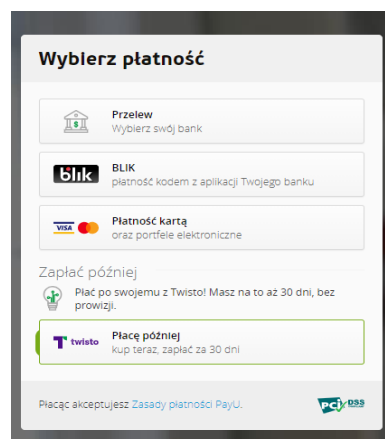 Wybierz płatność
Przelew
Wybierz swój bank
blik
BLIK
płatność kodem z aplikacji Twojego banku
VISA
Płatność kartą
oraz portfele elektroniczne
Zapłać później
Płać po swojemu z Twisto! Masz na to aż 30 dni, bez
prowizji.
twisto
Płacę później
kup teraz, zapłać za 30 dni
Płacąc akceptujesz Zasady płatności PayU.
PCI DSS